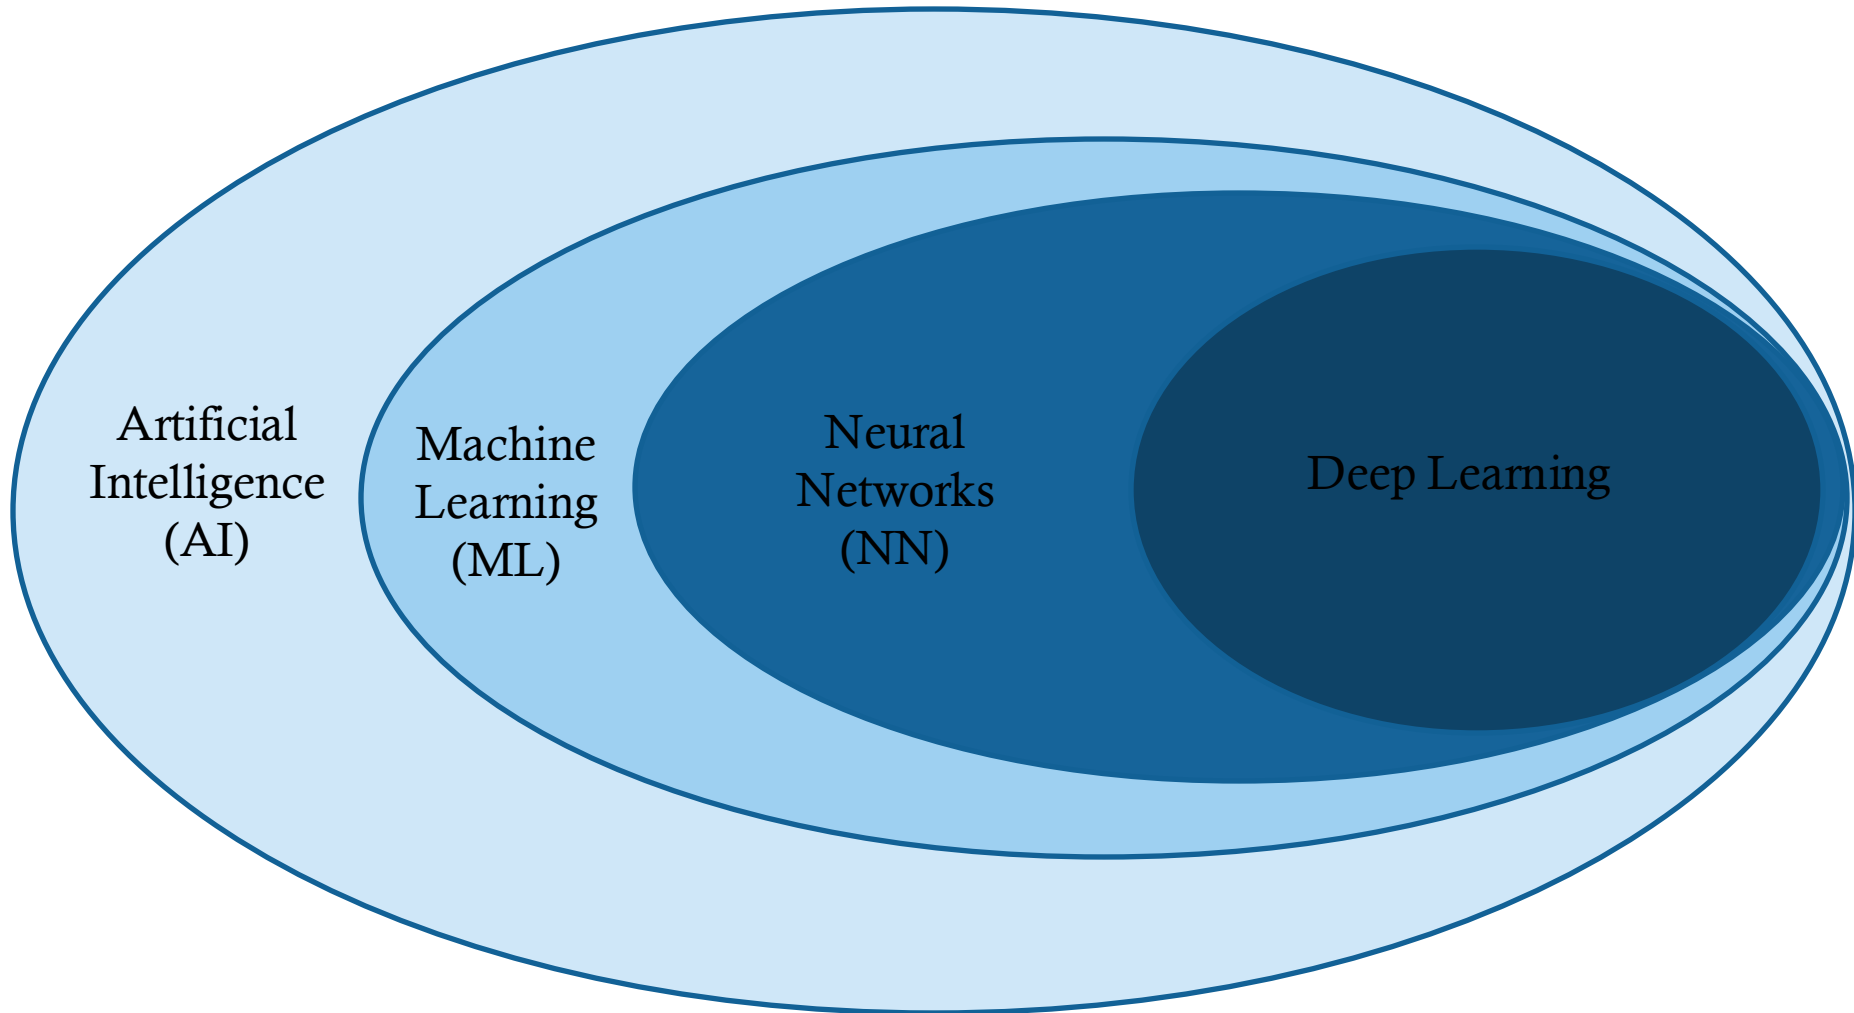 Artificial
Intelligence
(AI)
Machine
Learning
(ML)
Neural
Networks
(NN)
Deep Learning